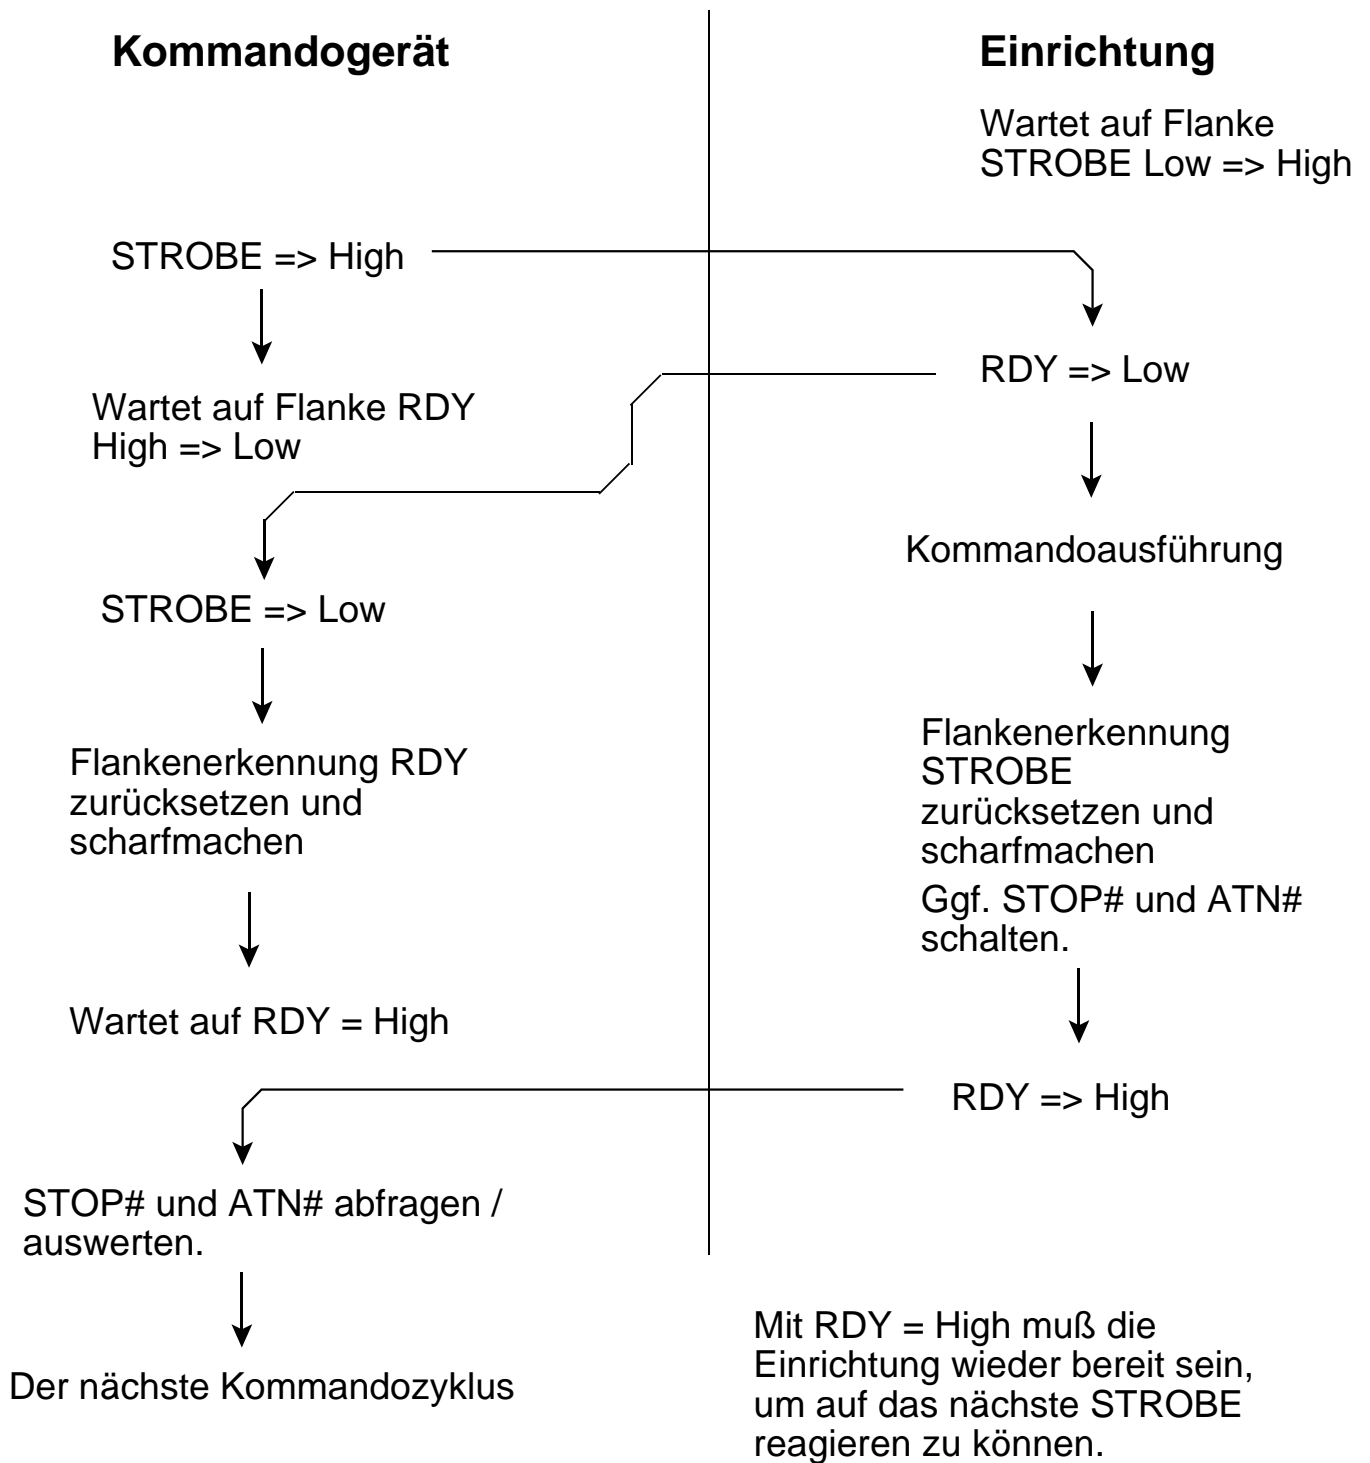 Kommandogerät
Einrichtung
Wartet auf Flanke
STROBE Low => High
STROBE => High
RDY => Low
Wartet auf Flanke RDY
High => Low
Kommandoausführung
STROBE => Low
Flankenerkennung
STROBE
zurücksetzen und
scharfmachen
Ggf. STOP# und ATN#
schalten.
Flankenerkennung RDY
zurücksetzen und
scharfmachen
Wartet auf RDY = High
RDY => High
STOP# und ATN# abfragen /
auswerten.
Der nächste Kommandozyklus
Mit RDY = High muß die
Einrichtung wieder bereit sein,
um auf das nächste STROBE
reagieren zu können.